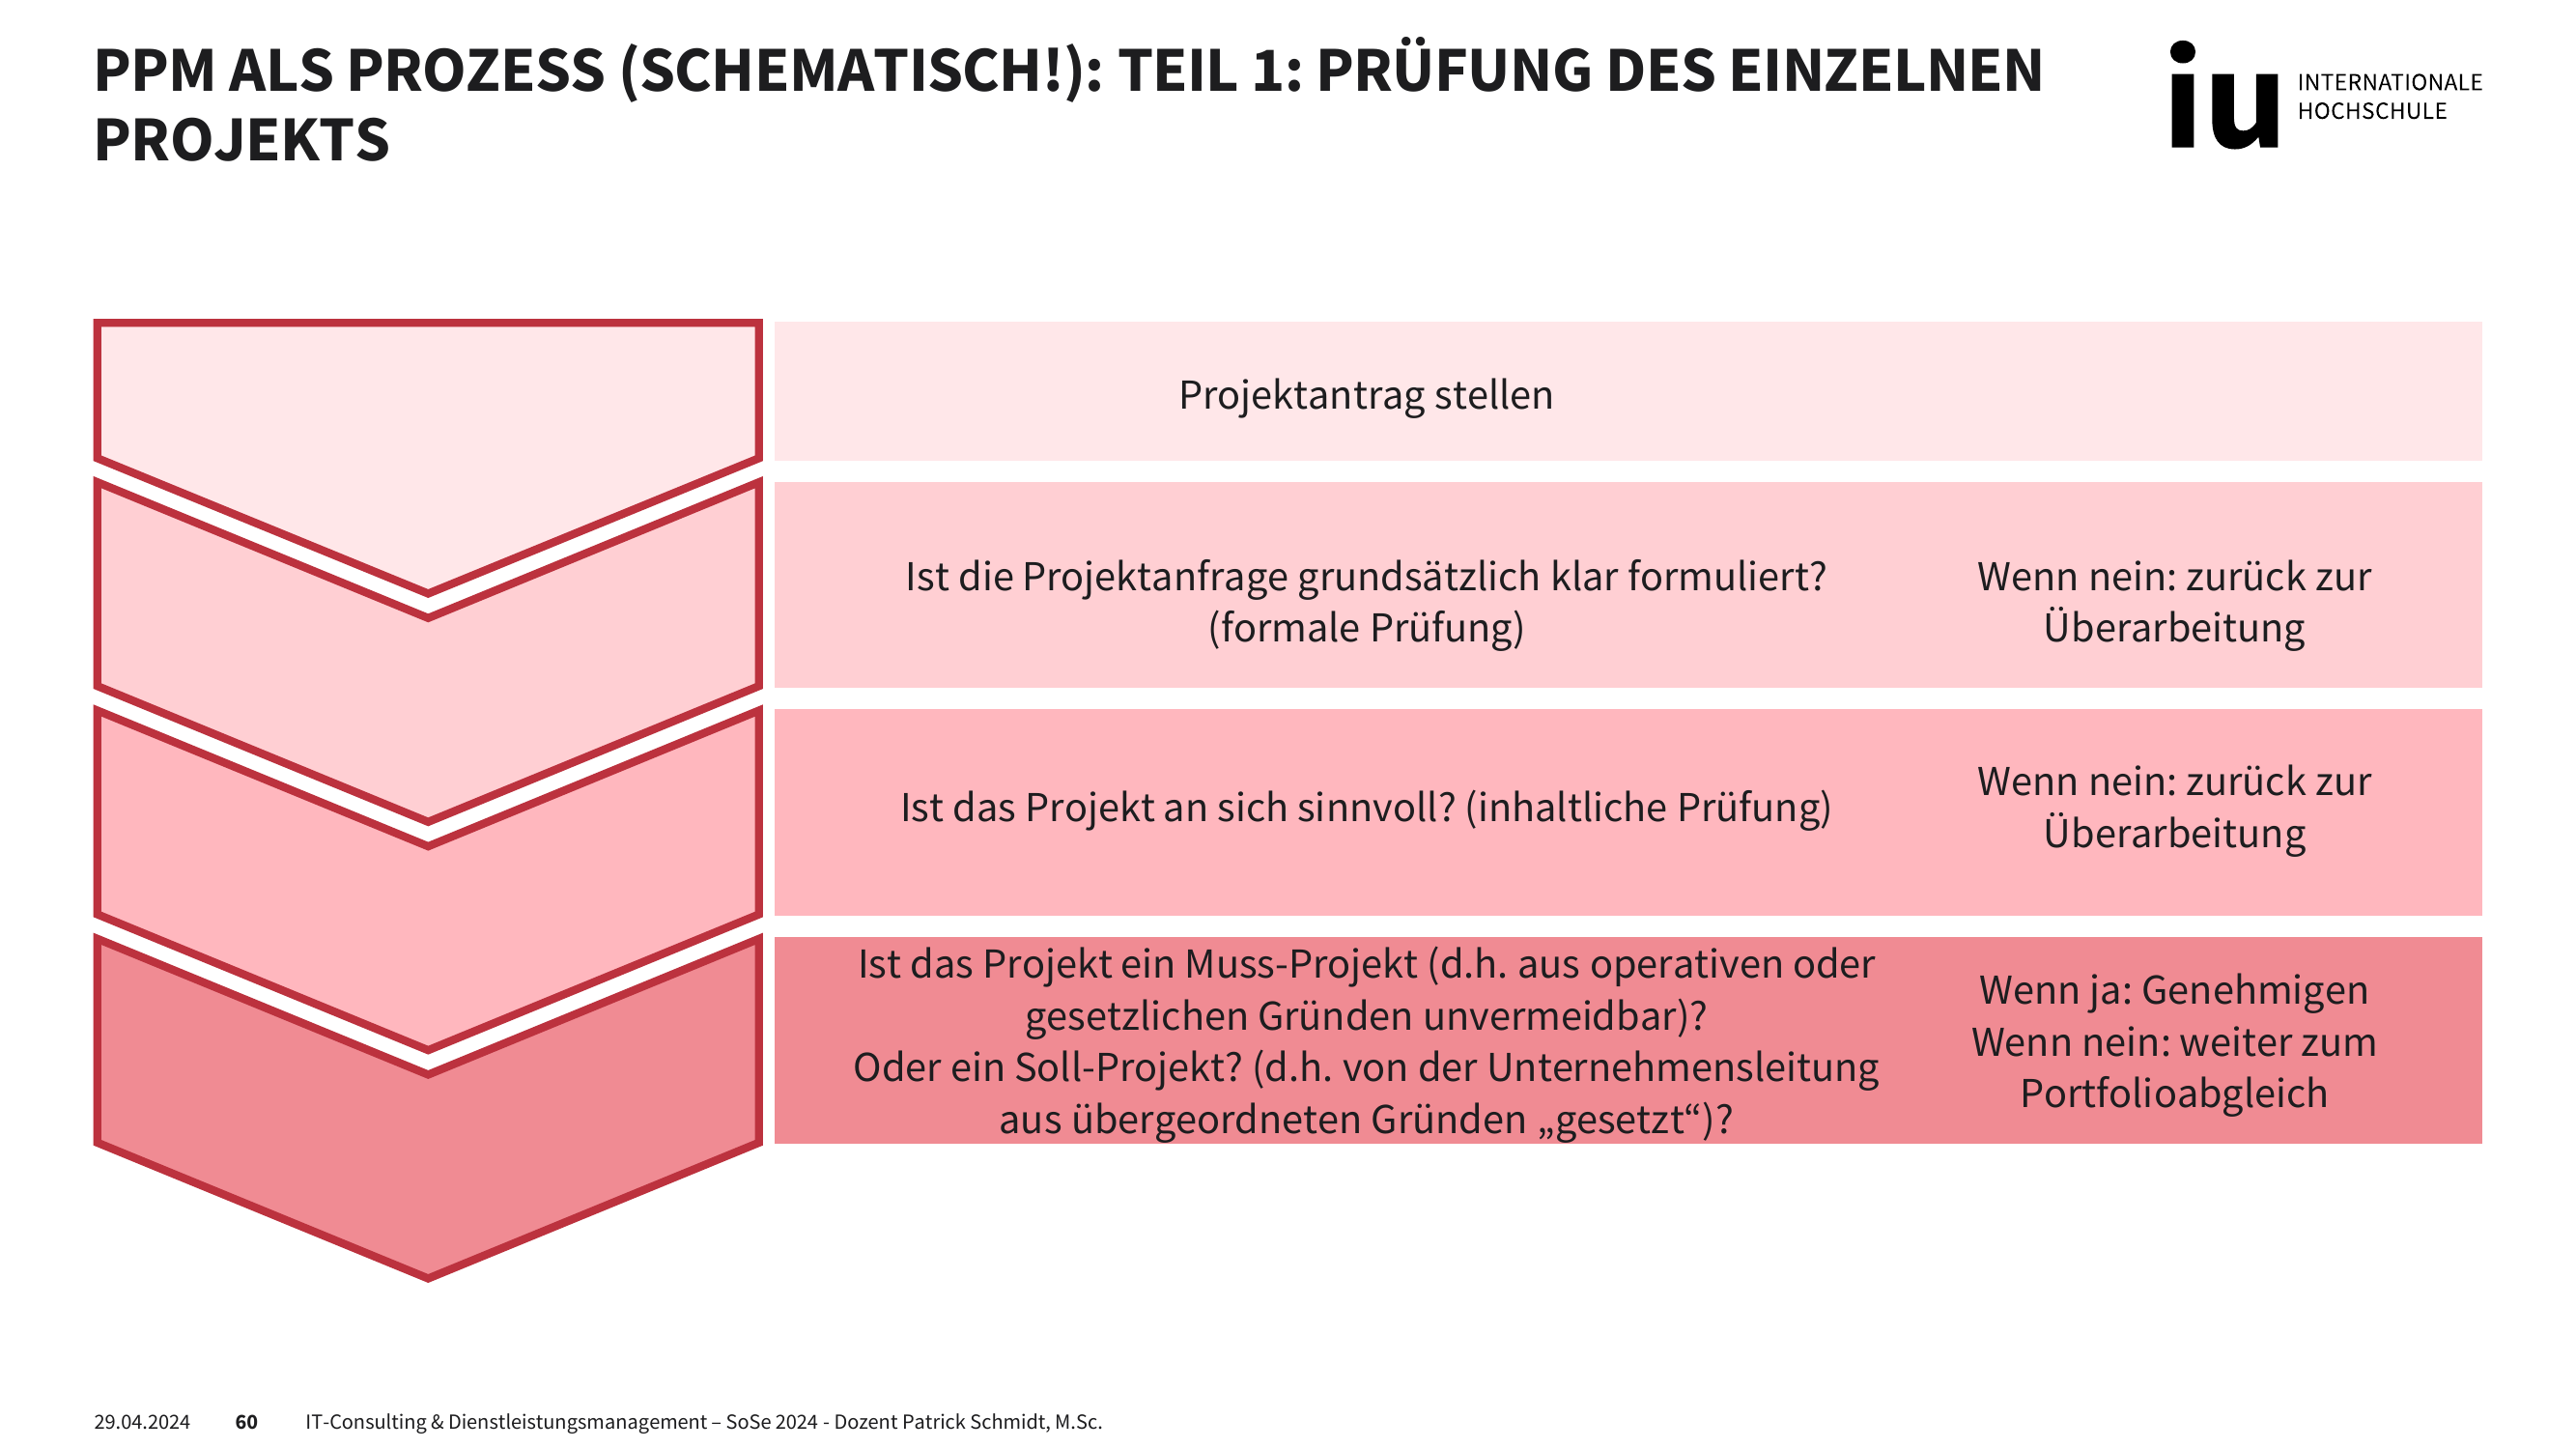 PPM ALS PROZESS (SCHEMATISCH!): TEIL 1: PRÜFUNG DES EINZELNEN
PROJEKTS
iu INTERNATIONALE
HOCHSCHULE
Projektantrag stellen
Ist die Projektanfrage grundsätzlich klar formuliert?
(formale Prüfung)
Wenn nein: zurück zur
Überarbeitung
Ist das Projekt an sich sinnvoll? (inhaltliche Prüfung)
Wenn nein: zurück zur
Überarbeitung
Ist das Projekt ein Muss-Projekt (d.h. aus operativen oder
gesetzlichen Gründen unvermeidbar)?
Oder ein Soll-Projekt? (d.h. von der Unternehmensleitung
aus übergeordneten Gründen „gesetzt“)?
Wenn ja: Genehmigen
Wenn nein: weiter zum
Portfolioabgleich
29.04.2024 60 IT-Consulting & Dienstleistungsmanagement – SoSe 2024 - Dozent Patrick Schmidt, M.Sc.